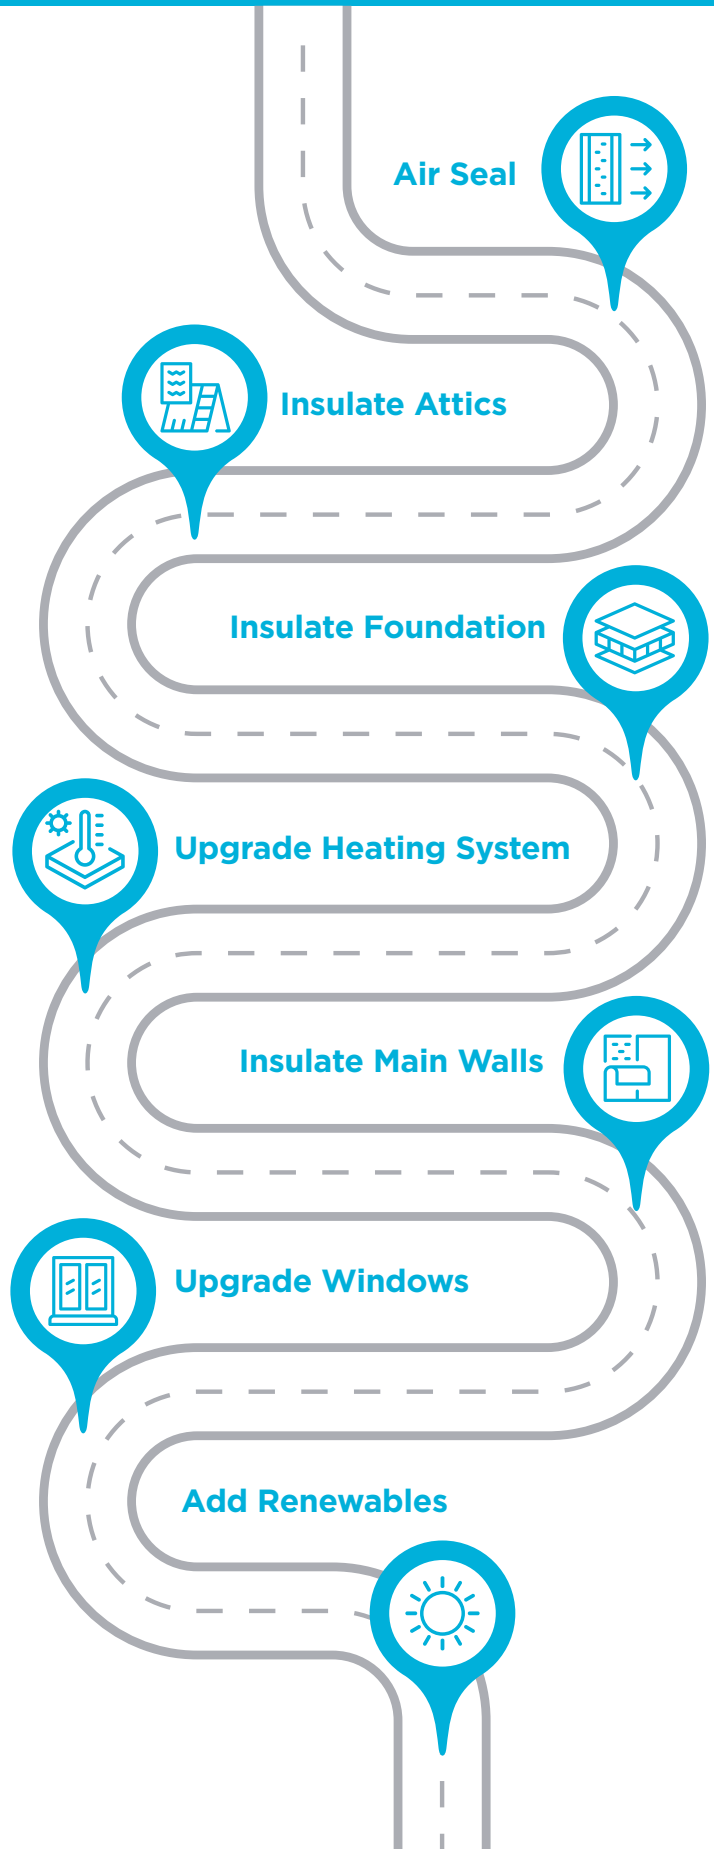 Air Seal
Insulate Attics
Insulate Foundation
Upgrade Heating System
Insulate Main Walls
Upgrade Windows
Add Renewables